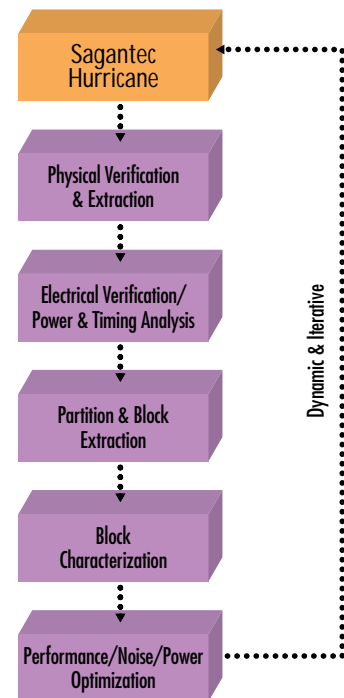 Sagantec
Hurricane
Physical Verification
& Extraction
Electrical Verification/
Power & Timing Analysis
Partition & Block
Extraction
Block
Characterization
Performance/Noise/Power
Optimization
Dynamic & Iterative